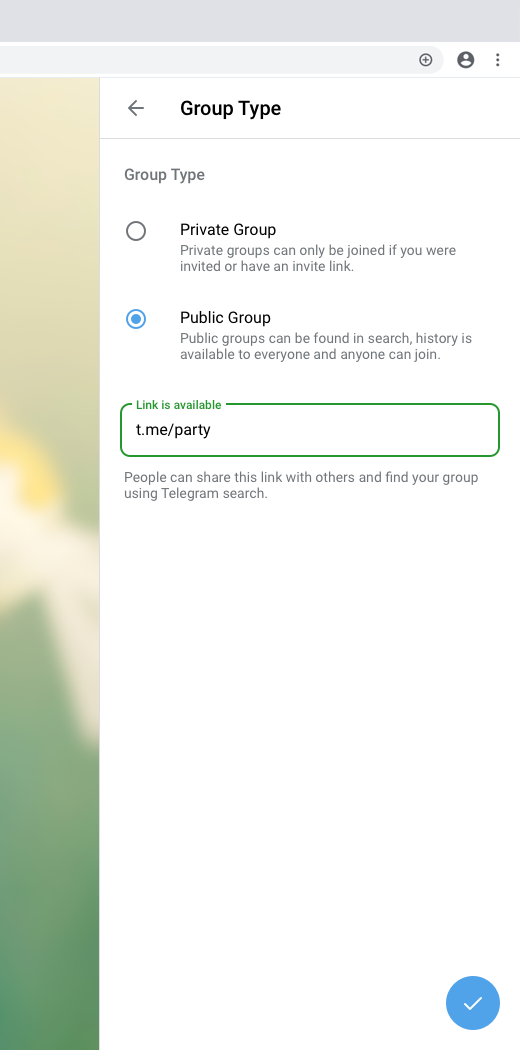 Group Type
Group Type
Private Group
Private groups can only be joined if you were
invited or have an invite link.
Public Group
Public groups can be found in search, history is
available to everyone and anyone can join.
Link is available
t.me/party
People can share this link with others and find your group
using Telegram search.